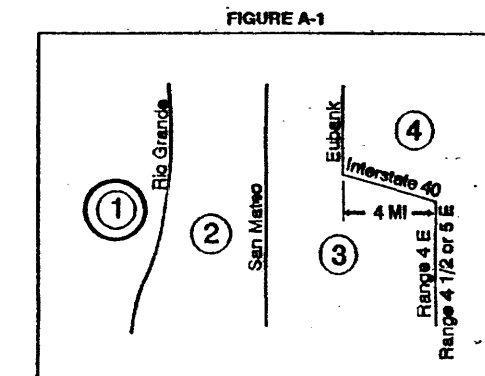 FIGURE A-1
Rio Grande
Eubank
4
Interstate 40
1
2
San Mateo
4 MI
3
Range 4 E
Range 4 1/2 or 5 E